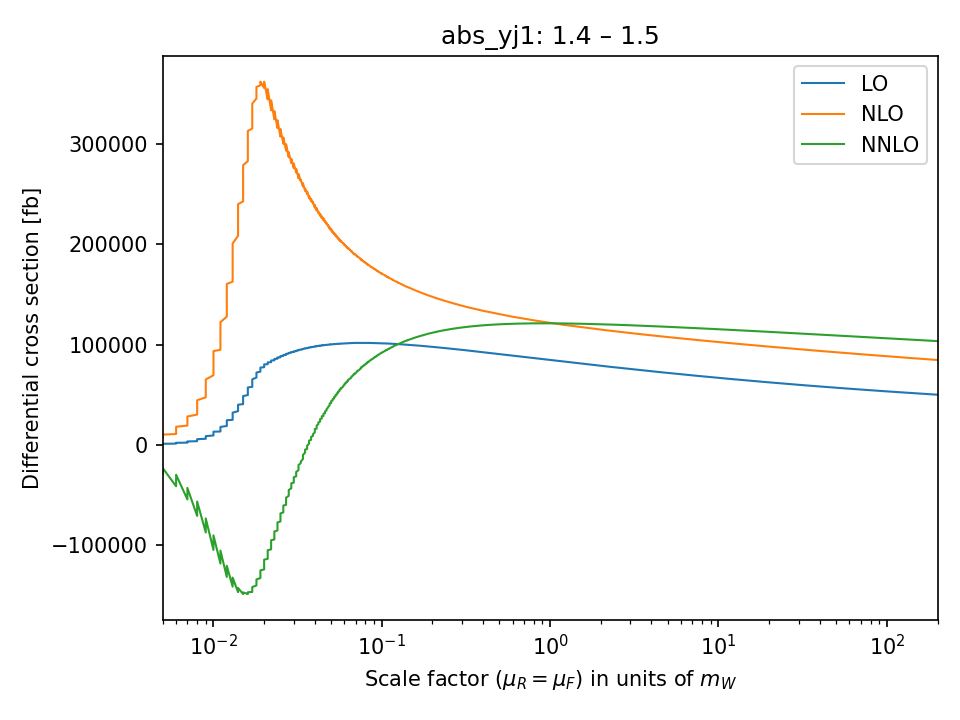 abs_yj1: 1.4 – 1.5
LO
NLO
NNLO
Differential cross section [fb]
300000
200000
100000
0
−100000
10⁻²
10⁻¹
10⁰
10¹
10²
Scale factor (μ_R = μ_F) in units of m_W